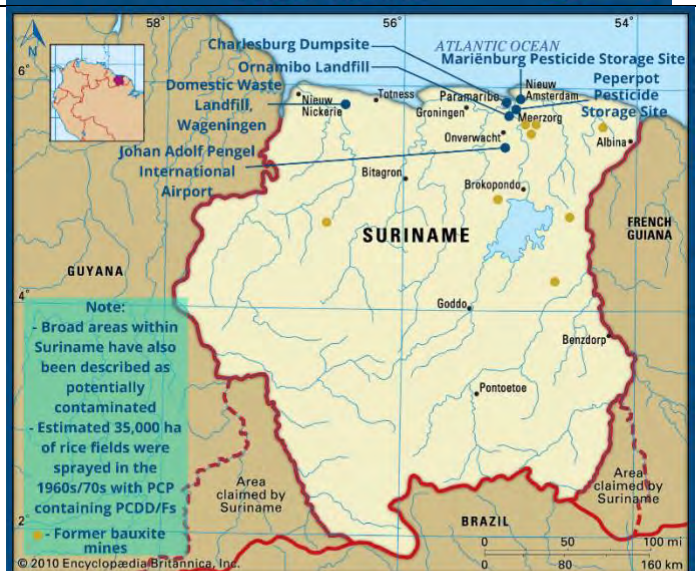 58°
56°
54°
N
Charlesburg Dumpsite
ATLANTIC OCEAN
Ornamibo Landfill
Mariënburg Pesticide Storage Site
6°
Domestic Waste
Landfill,
Wageningen
Nieuw
Nickerie
Totness
Paramaribo
Groningen
Nieuw
Amsterdam
Peperpot
Pesticide
Storage Site
Meerzorg
Onverwacht
Albina
Johan Adolf Pengel
International
Airport
Bitagron
Brokopondo
SURINAME
FRENCH
GUIANA
GUYANA
4°
Goddo
Benzdorp
Pontoetoe
Note:
- Broad areas within
Suriname have also
been described as
potentially
contaminated
- Estimated 35,000 ha
of rice fields were
sprayed in the
1960s/70s with PCP
containing PCDD/Fs
- Former bauxite
mines
Area
claimed by
Suriname
Area
claimed by
Suriname
BRAZIL
2°
0 50 100 mi
0 80 160 km
© 2010 Encyclopædia Britannica, Inc.